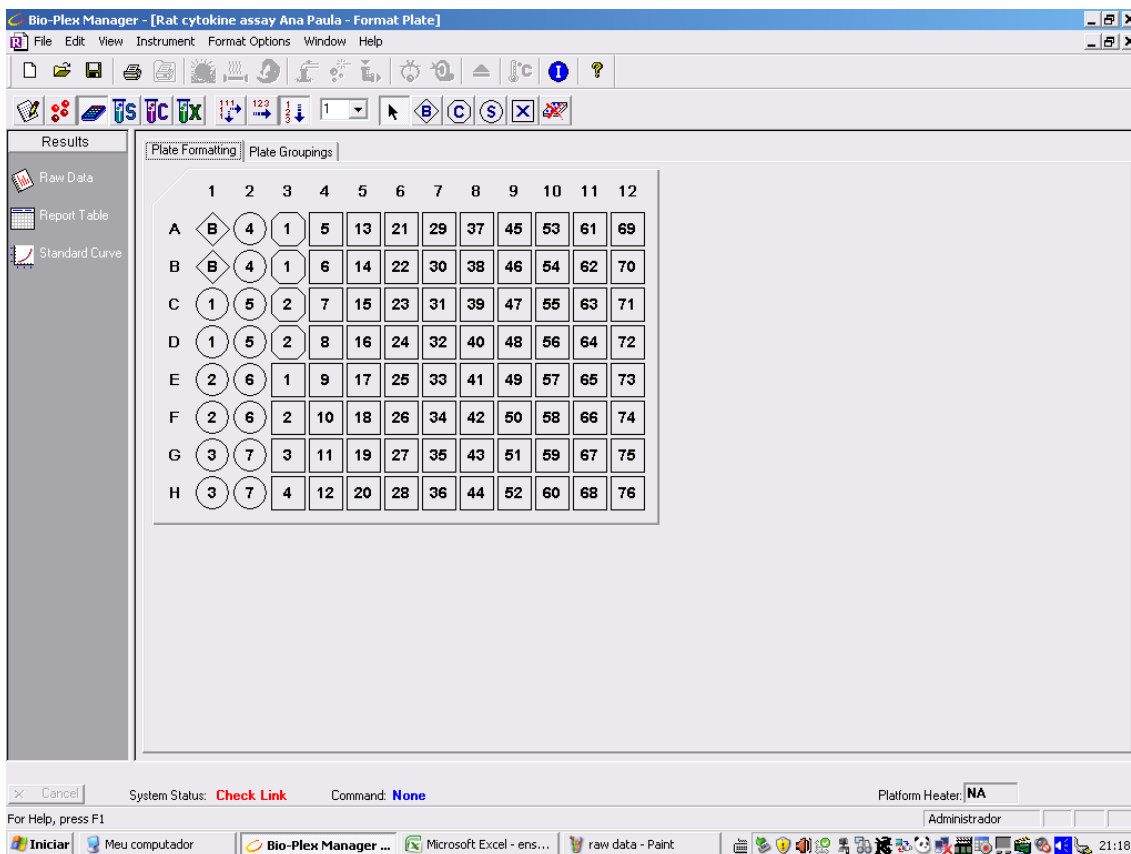 Bio-Plex Manager - [Rat cytokine assay Ana Paula - Format Plate]
File Edit View Instrument Format Options Window Help
°C I ?
S C X 111 123 1 2 3 1 B C S X
Results
Plate Formatting Plate Groupings
Raw Data
Report Table
Standard Curve
1 2 3 4 5 6 7 8 9 10 11 12
A B 4 1 5 13 21 29 37 45 53 61 69
B B 4 1 6 14 22 30 38 46 54 62 70
C 1 5 2 7 15 23 31 39 47 55 63 71
D 1 5 2 8 16 24 32 40 48 56 64 72
E 2 6 1 9 17 25 33 41 49 57 65 73
F 2 6 2 10 18 26 34 42 50 58 66 74
G 3 7 3 11 19 27 35 43 51 59 67 75
H 3 7 4 12 20 28 36 44 52 60 68 76
Cancel System Status: Check Link Command: None Platform Heater: NA
For Help, press F1 Administrador
Iniciar Meu computador Bio-Plex Manager ... Microsoft Excel - ens... raw data - Paint 21:18